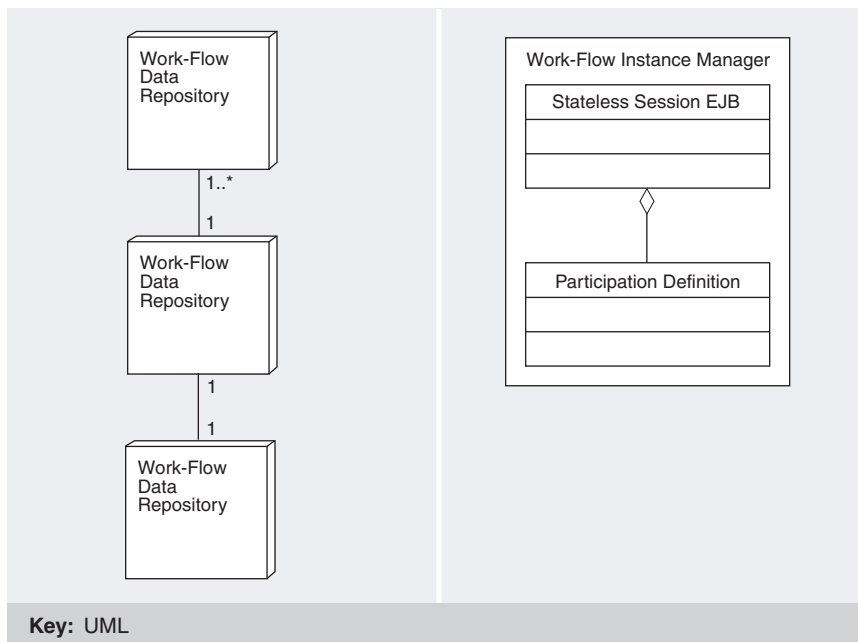 Work-Flow
Data
Repository
1..*
1
Work-Flow
Data
Repository
1
1
Work-Flow
Data
Repository
Work-Flow Instance Manager
Stateless Session EJB
Participation Definition
Key: UML